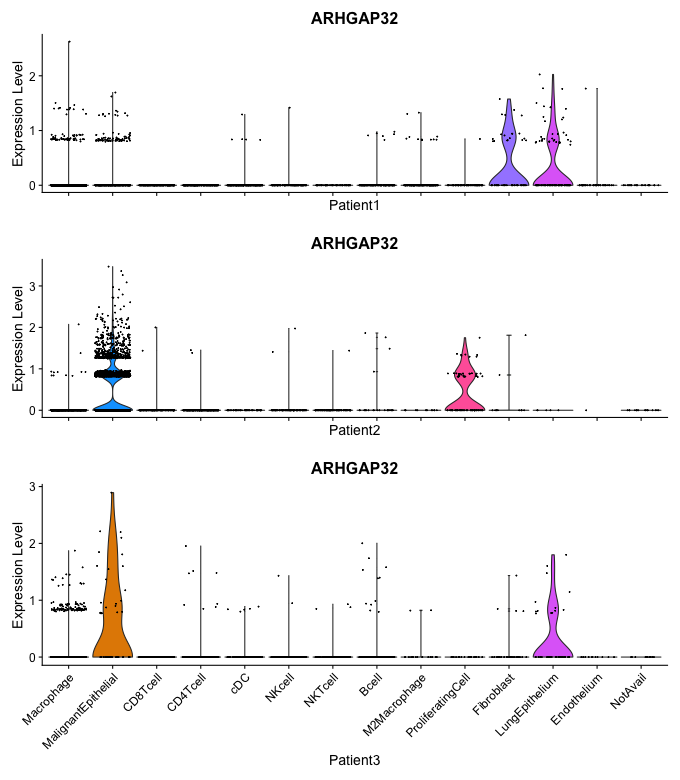 ARHGAP32
Expression Level
2
1
0
Patient1
ARHGAP32
Expression Level
3
2
1
0
Patient2
ARHGAP32
Expression Level
3
2
1
0
Macrophage
MalignantEpithelial
CD8Tcell
CD4Tcell
cDC
NKcell
NKTcell
Bcell
M2Macrophage
ProliferatingCell
Fibroblast
LungEpithelium
Endothelium
NotAvail
Patient3